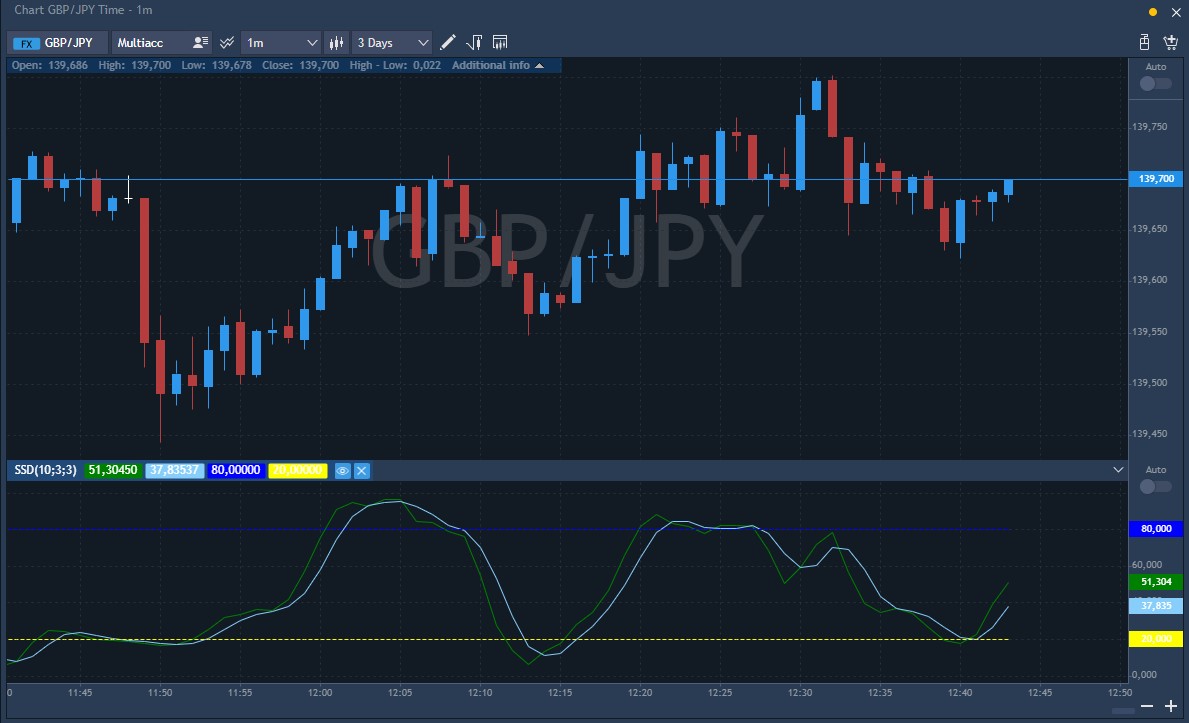 Chart GBP/JPY Time - 1m
FX GBP/JPY Multiacc 1m 3 Days
Open: 139,686 High: 139,700 Low: 139,678 Close: 139,700 High - Low: 0,022 Additional info
Auto
GBP/JPY
139,750
139,700
139,650
139,600
139,550
139,500
139,450
SSD(10;3;3) 51,30450 37,83537 80,00000 20,00000
Auto
80,000
60,000
51,304
37,835
20,000
0,000
0 11:45 11:50 11:55 12:00 12:05 12:10 12:15 12:20 12:25 12:30 12:35 12:40 12:45 12:50